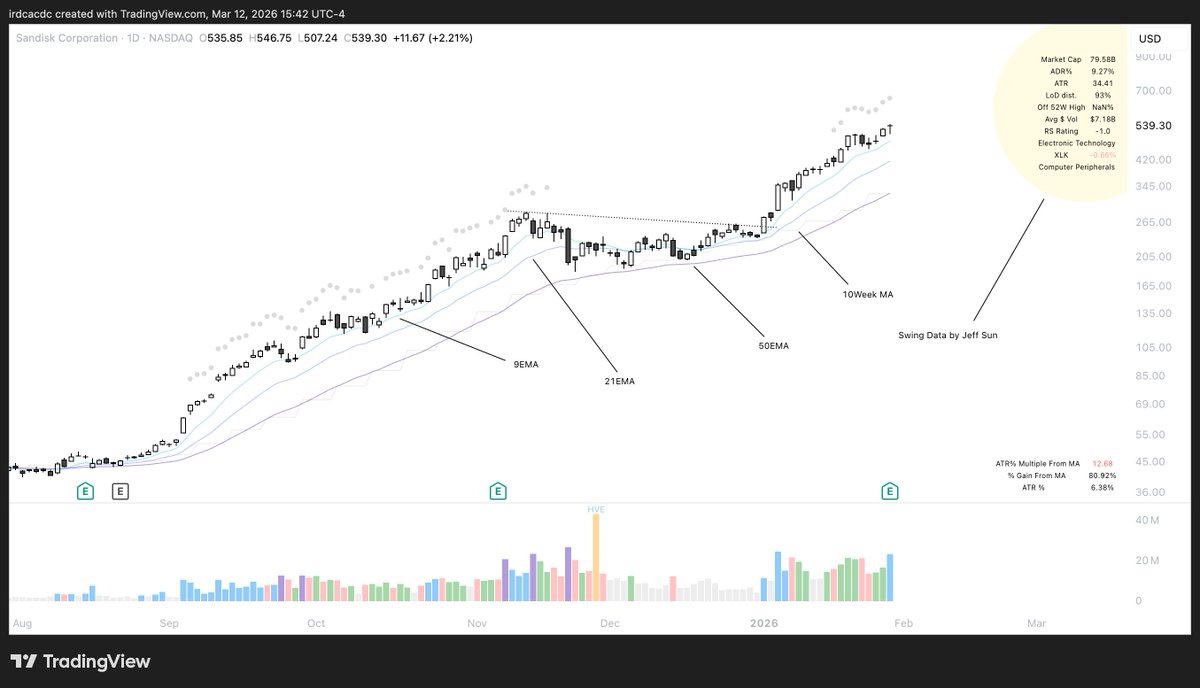 irdcacdc created with TradingView.com, Mar 12, 2026 15:42 UTC-4
Sandisk Corporation · 1D · NASDAQ O535.85 H546.75 L507.24 C539.30 +11.67 (+2.21%)
USD
900.00
700.00
539.30
420.00
345.00
265.00
205.00
165.00
135.00
105.00
85.00
69.00
55.00
45.00
36.00
Market Cap 79.58B
ADR% 9.27%
ATR 34.41
LoD dist. 93%
Off 52W High NaN%
Avg $ Vol $7.18B
RS Rating -1.0
Electronic Technology
XLK -0.66%
Computer Peripherals
10Week MA
Swing Data by Jeff Sun
50EMA
9EMA
21EMA
ATR% Multiple From MA 12.68
% Gain From MA 80.92%
ATR % 6.38%
E E E E
HVE
40 M
20 M
0
Aug Sep Oct Nov Dec 2026 Feb Mar
TradingView